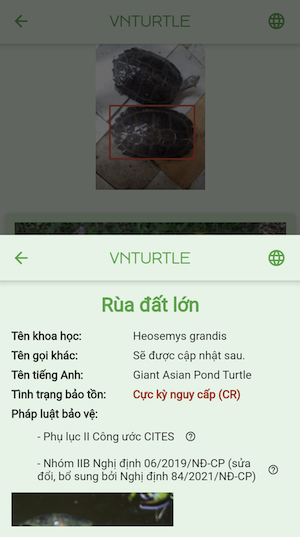 VNTURTLE
VNTURTLE
Rùa đất lớn
Tên khoa học: Heosemys grandis
Tên gọi khác: Sẽ được cập nhật sau.
Tên tiếng Anh: Giant Asian Pond Turtle
Tình trạng bảo tồn: Cực kỳ nguy cấp (CR)
Pháp luật bảo vệ:
- Phụ lục II Công ước CITES
- Nhóm IIB Nghị định 06/2019/NĐ-CP (sửa
đổi, bổ sung bởi Nghị định 84/2021/NĐ-CP)